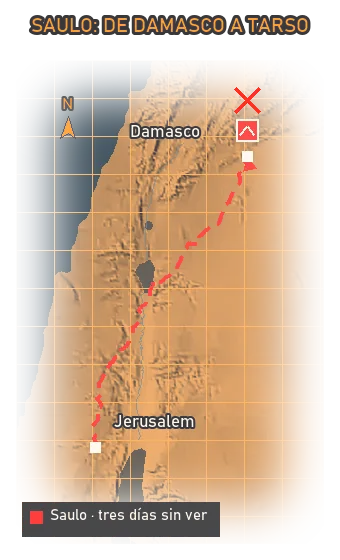 SAULO: DE DAMASCO A TARSO
N
Damasco
Jerusalem
Saulo · tres días sin ver